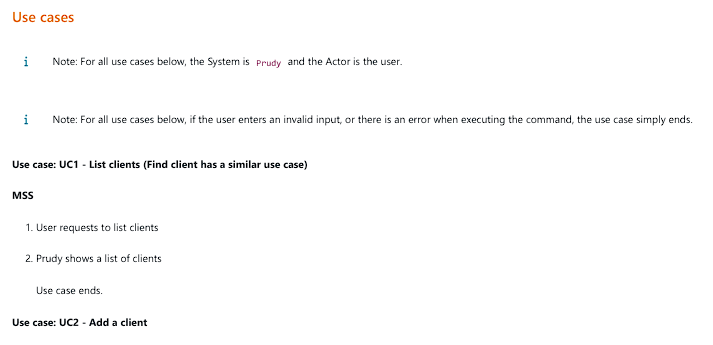 Use cases
i Note: For all use cases below, the System is Prudy and the Actor is the user.
i Note: For all use cases below, if the user enters an invalid input, or there is an error when executing the command, the use case simply ends.
Use case: UC1 - List clients (Find client has a similar use case)
MSS
1. User requests to list clients
2. Prudy shows a list of clients
Use case ends.
Use case: UC2 - Add a client